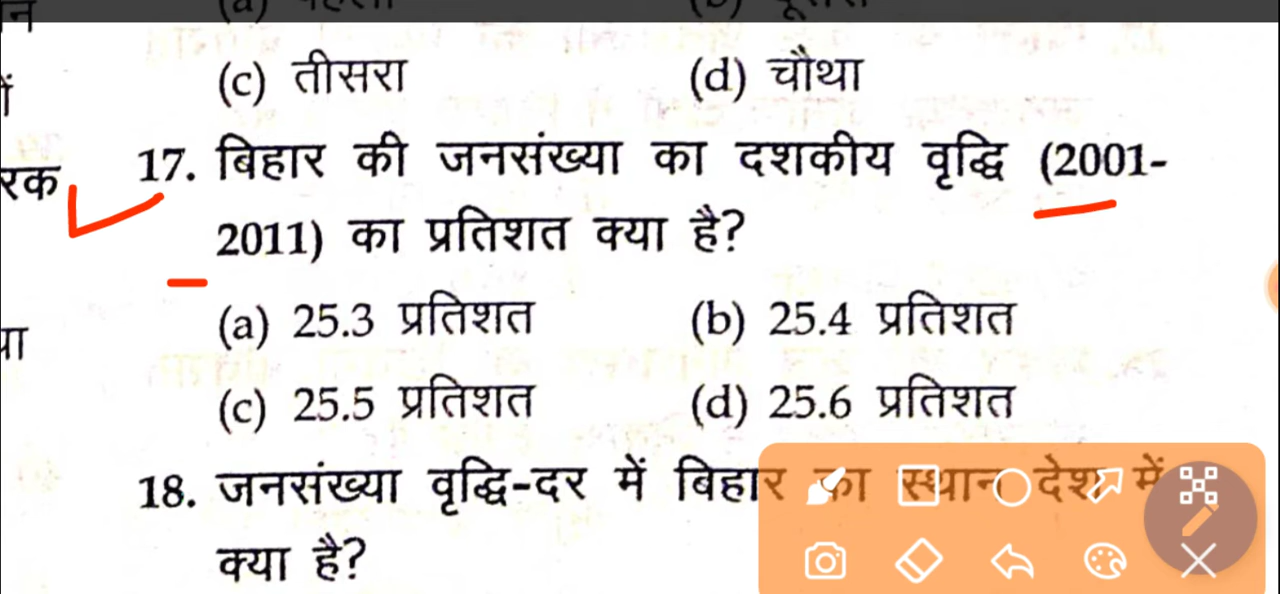 (c) तीसरा (d) चौथा
17. बिहार की जनसंख्या का दशकीय वृद्धि (2001-
2011) का प्रतिशत क्या है?
(a) 25.3 प्रतिशत (b) 25.4 प्रतिशत
(c) 25.5 प्रतिशत (d) 25.6 प्रतिशत
18. जनसंख्या वृद्धि-दर में बिहार का स्थान देश में
क्या है?